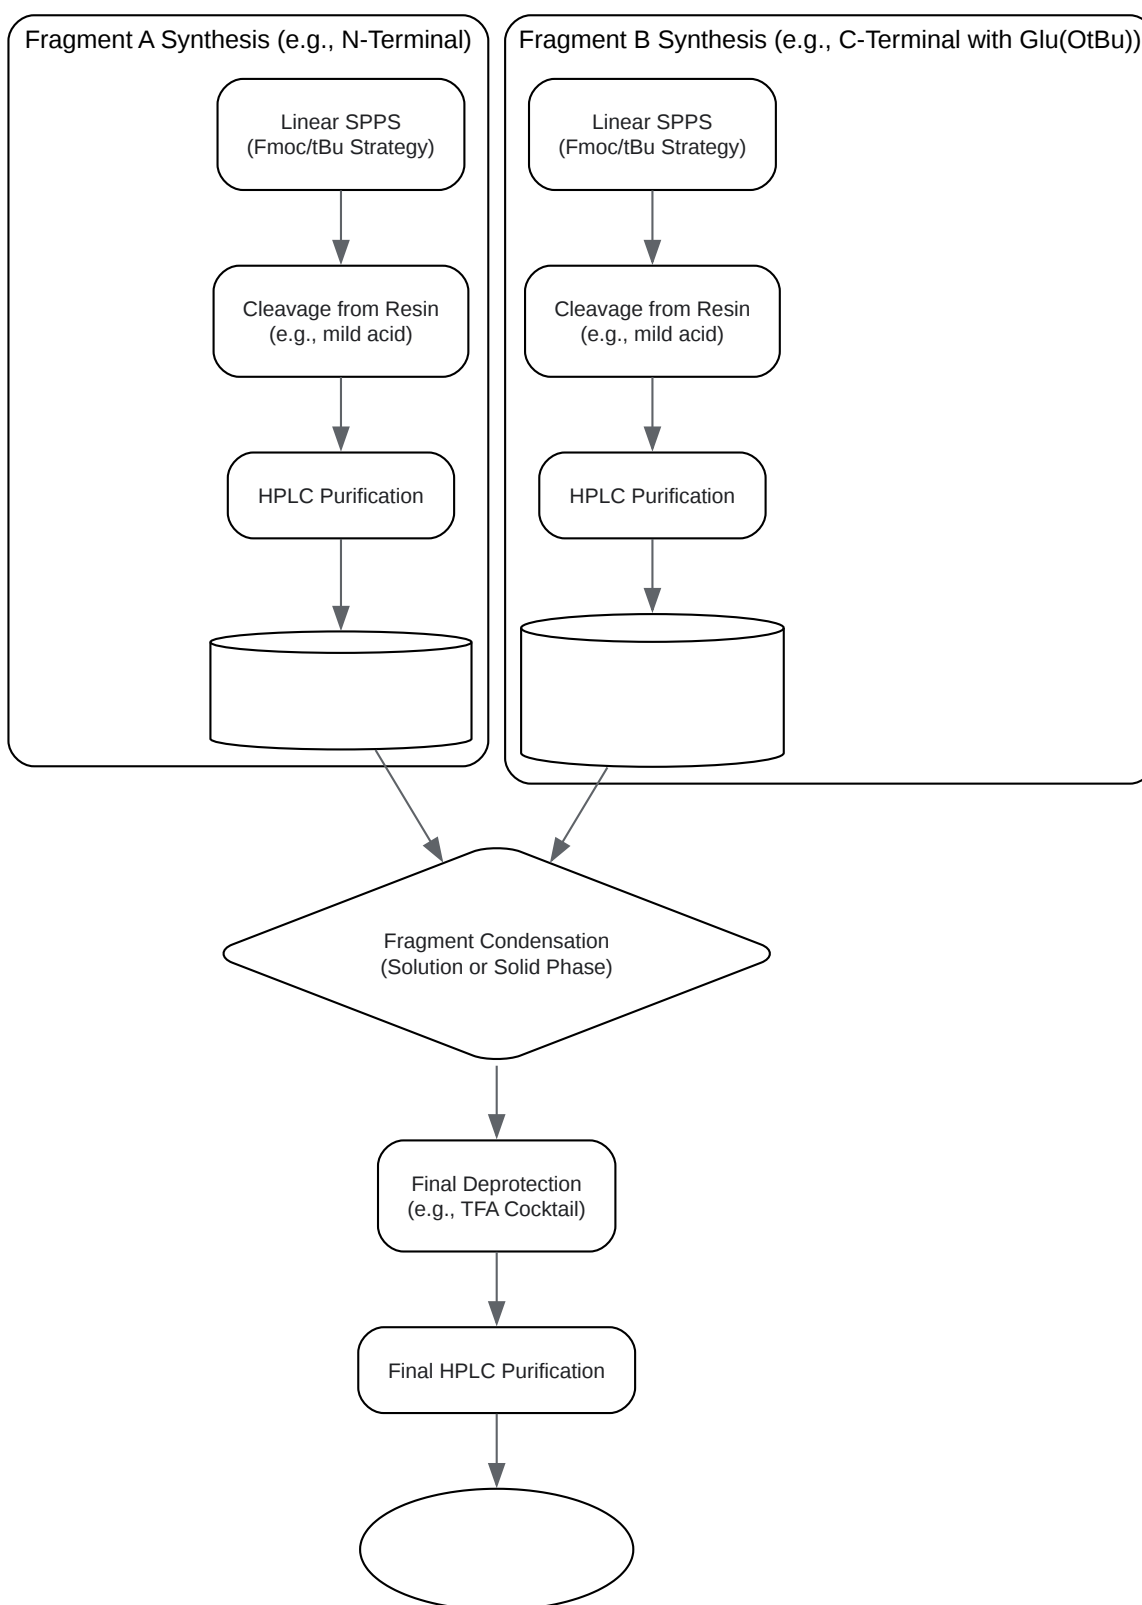 Fragment A Synthesis (e.g., N-Terminal)
Linear SPPS
(Fmoc/tBu Strategy)
Cleavage from Resin
(e.g., mild acid)
HPLC Purification
Fragment B Synthesis (e.g., C-Terminal with Glu(OtBu))
Linear SPPS
(Fmoc/tBu Strategy)
Cleavage from Resin
(e.g., mild acid)
HPLC Purification
Fragment Condensation
(Solution or Solid Phase)
Final Deprotection
(e.g., TFA Cocktail)
Final HPLC Purification